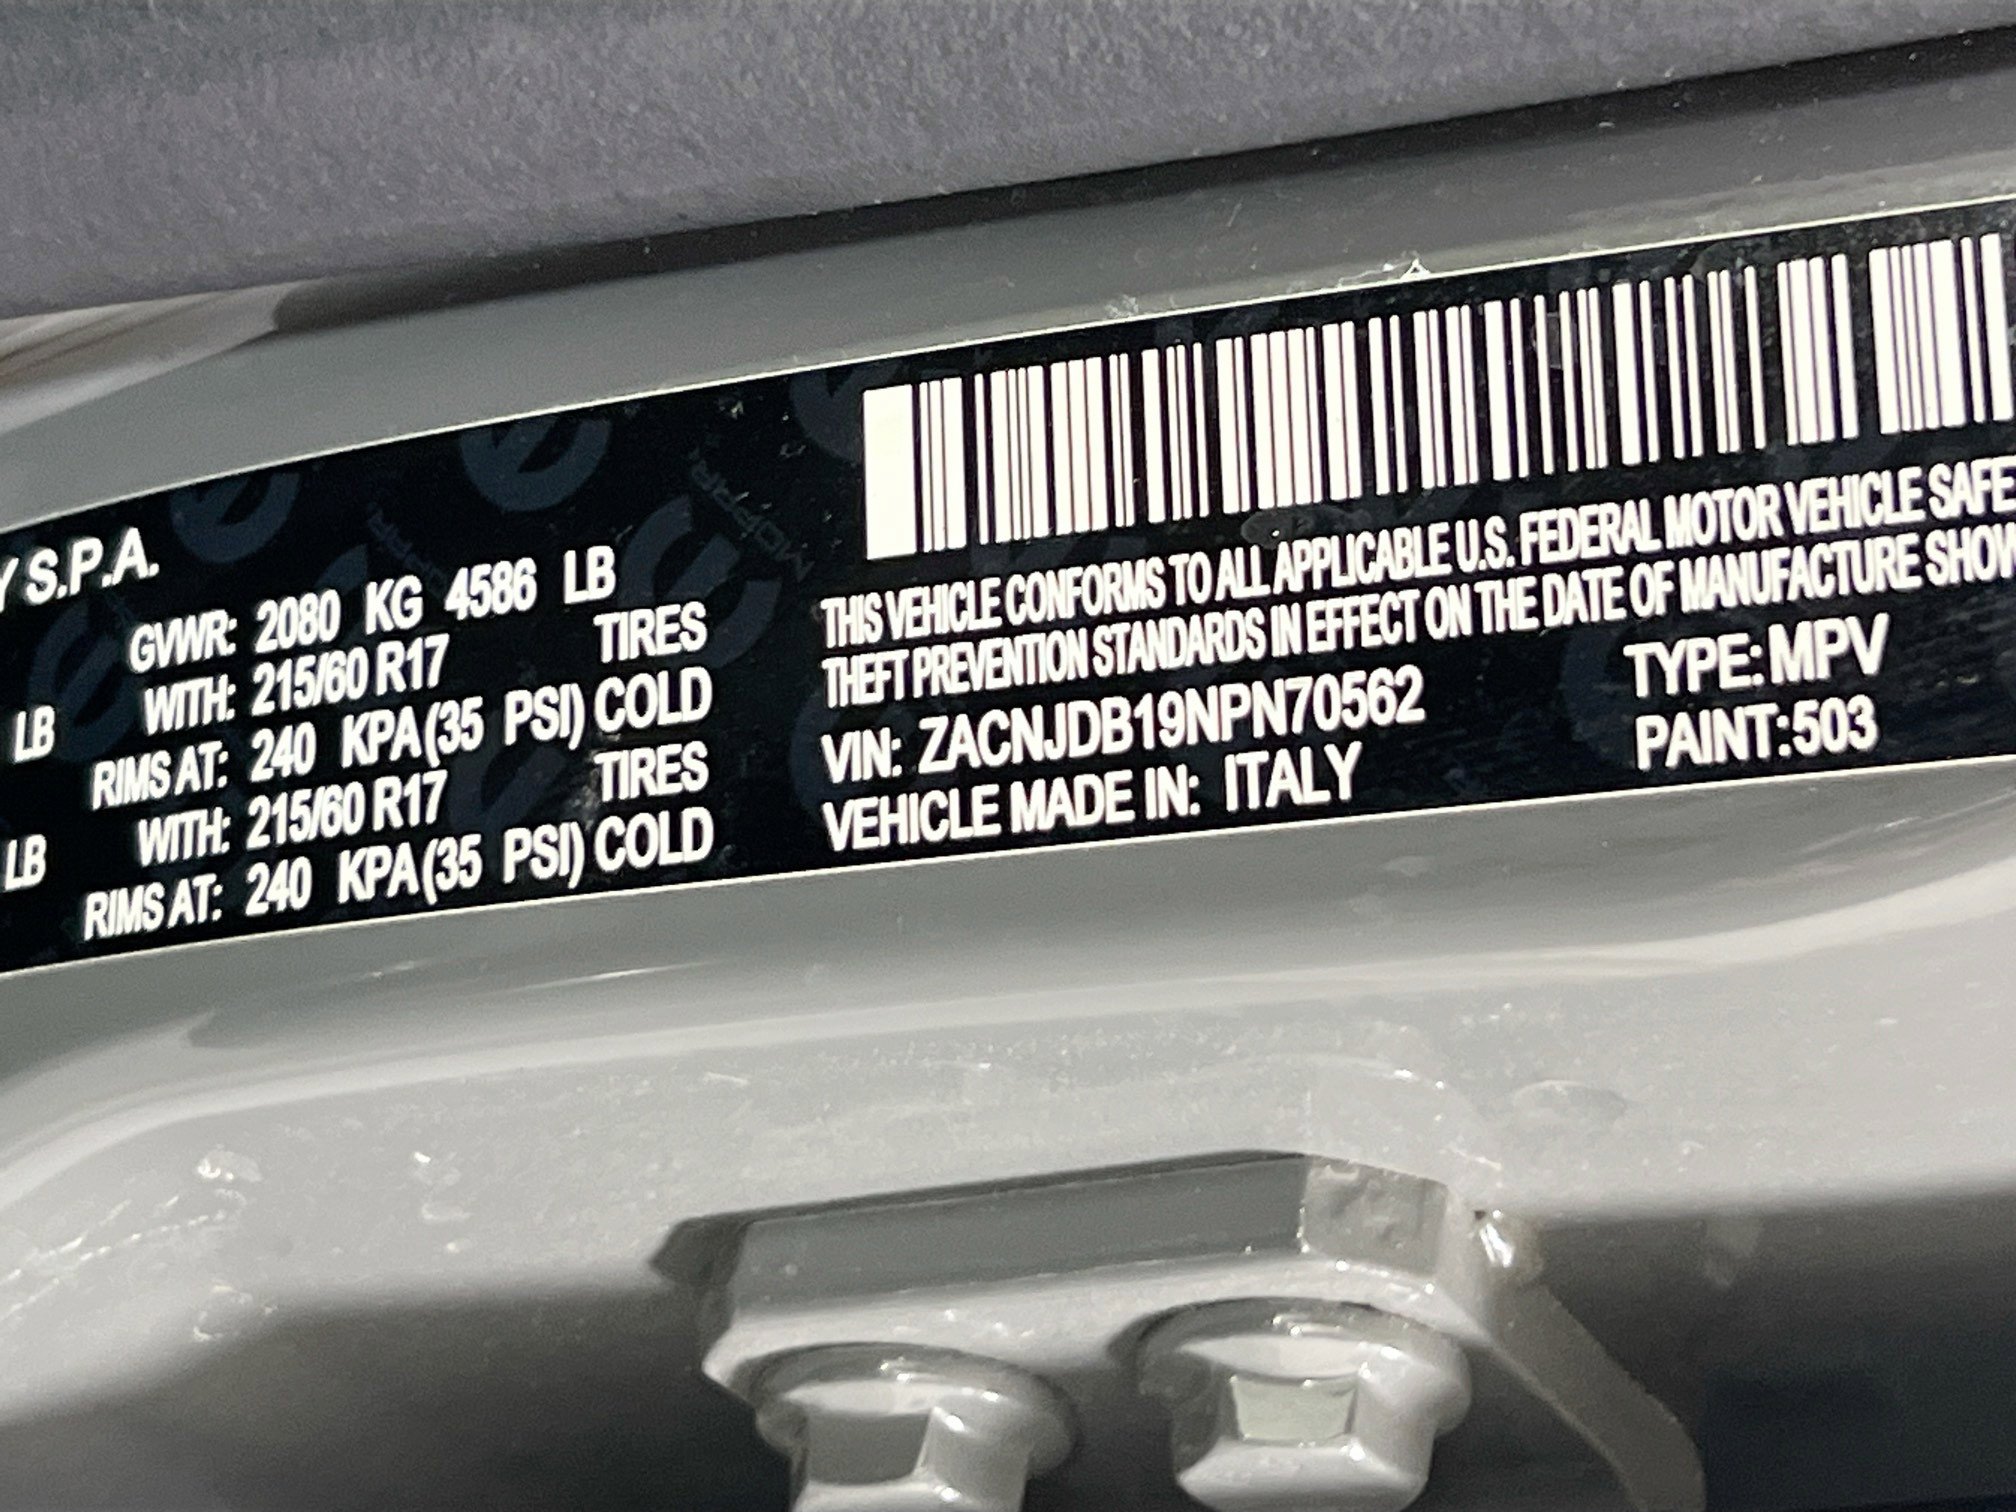 Y S.P.A.
GVWR: 2080 KG 4586 LB
WITH: 215/60 R17 TIRES
LB RIMS AT: 240 KPA(35 PSI) COLD
WITH: 215/60 R17 TIRES
LB RIMS AT: 240 KPA(35 PSI) COLD
THIS VEHICLE CONFORMS TO ALL APPLICABLE U.S. FEDERAL MOTOR VEHICLE SAFE
THEFT PREVENTION STANDARDS IN EFFECT ON THE DATE OF MANUFACTURE SHOW
VIN: ZACNJDB19NPN70562 TYPE: MPV
VEHICLE MADE IN: ITALY PAINT:503
MOPAR
MOPAR